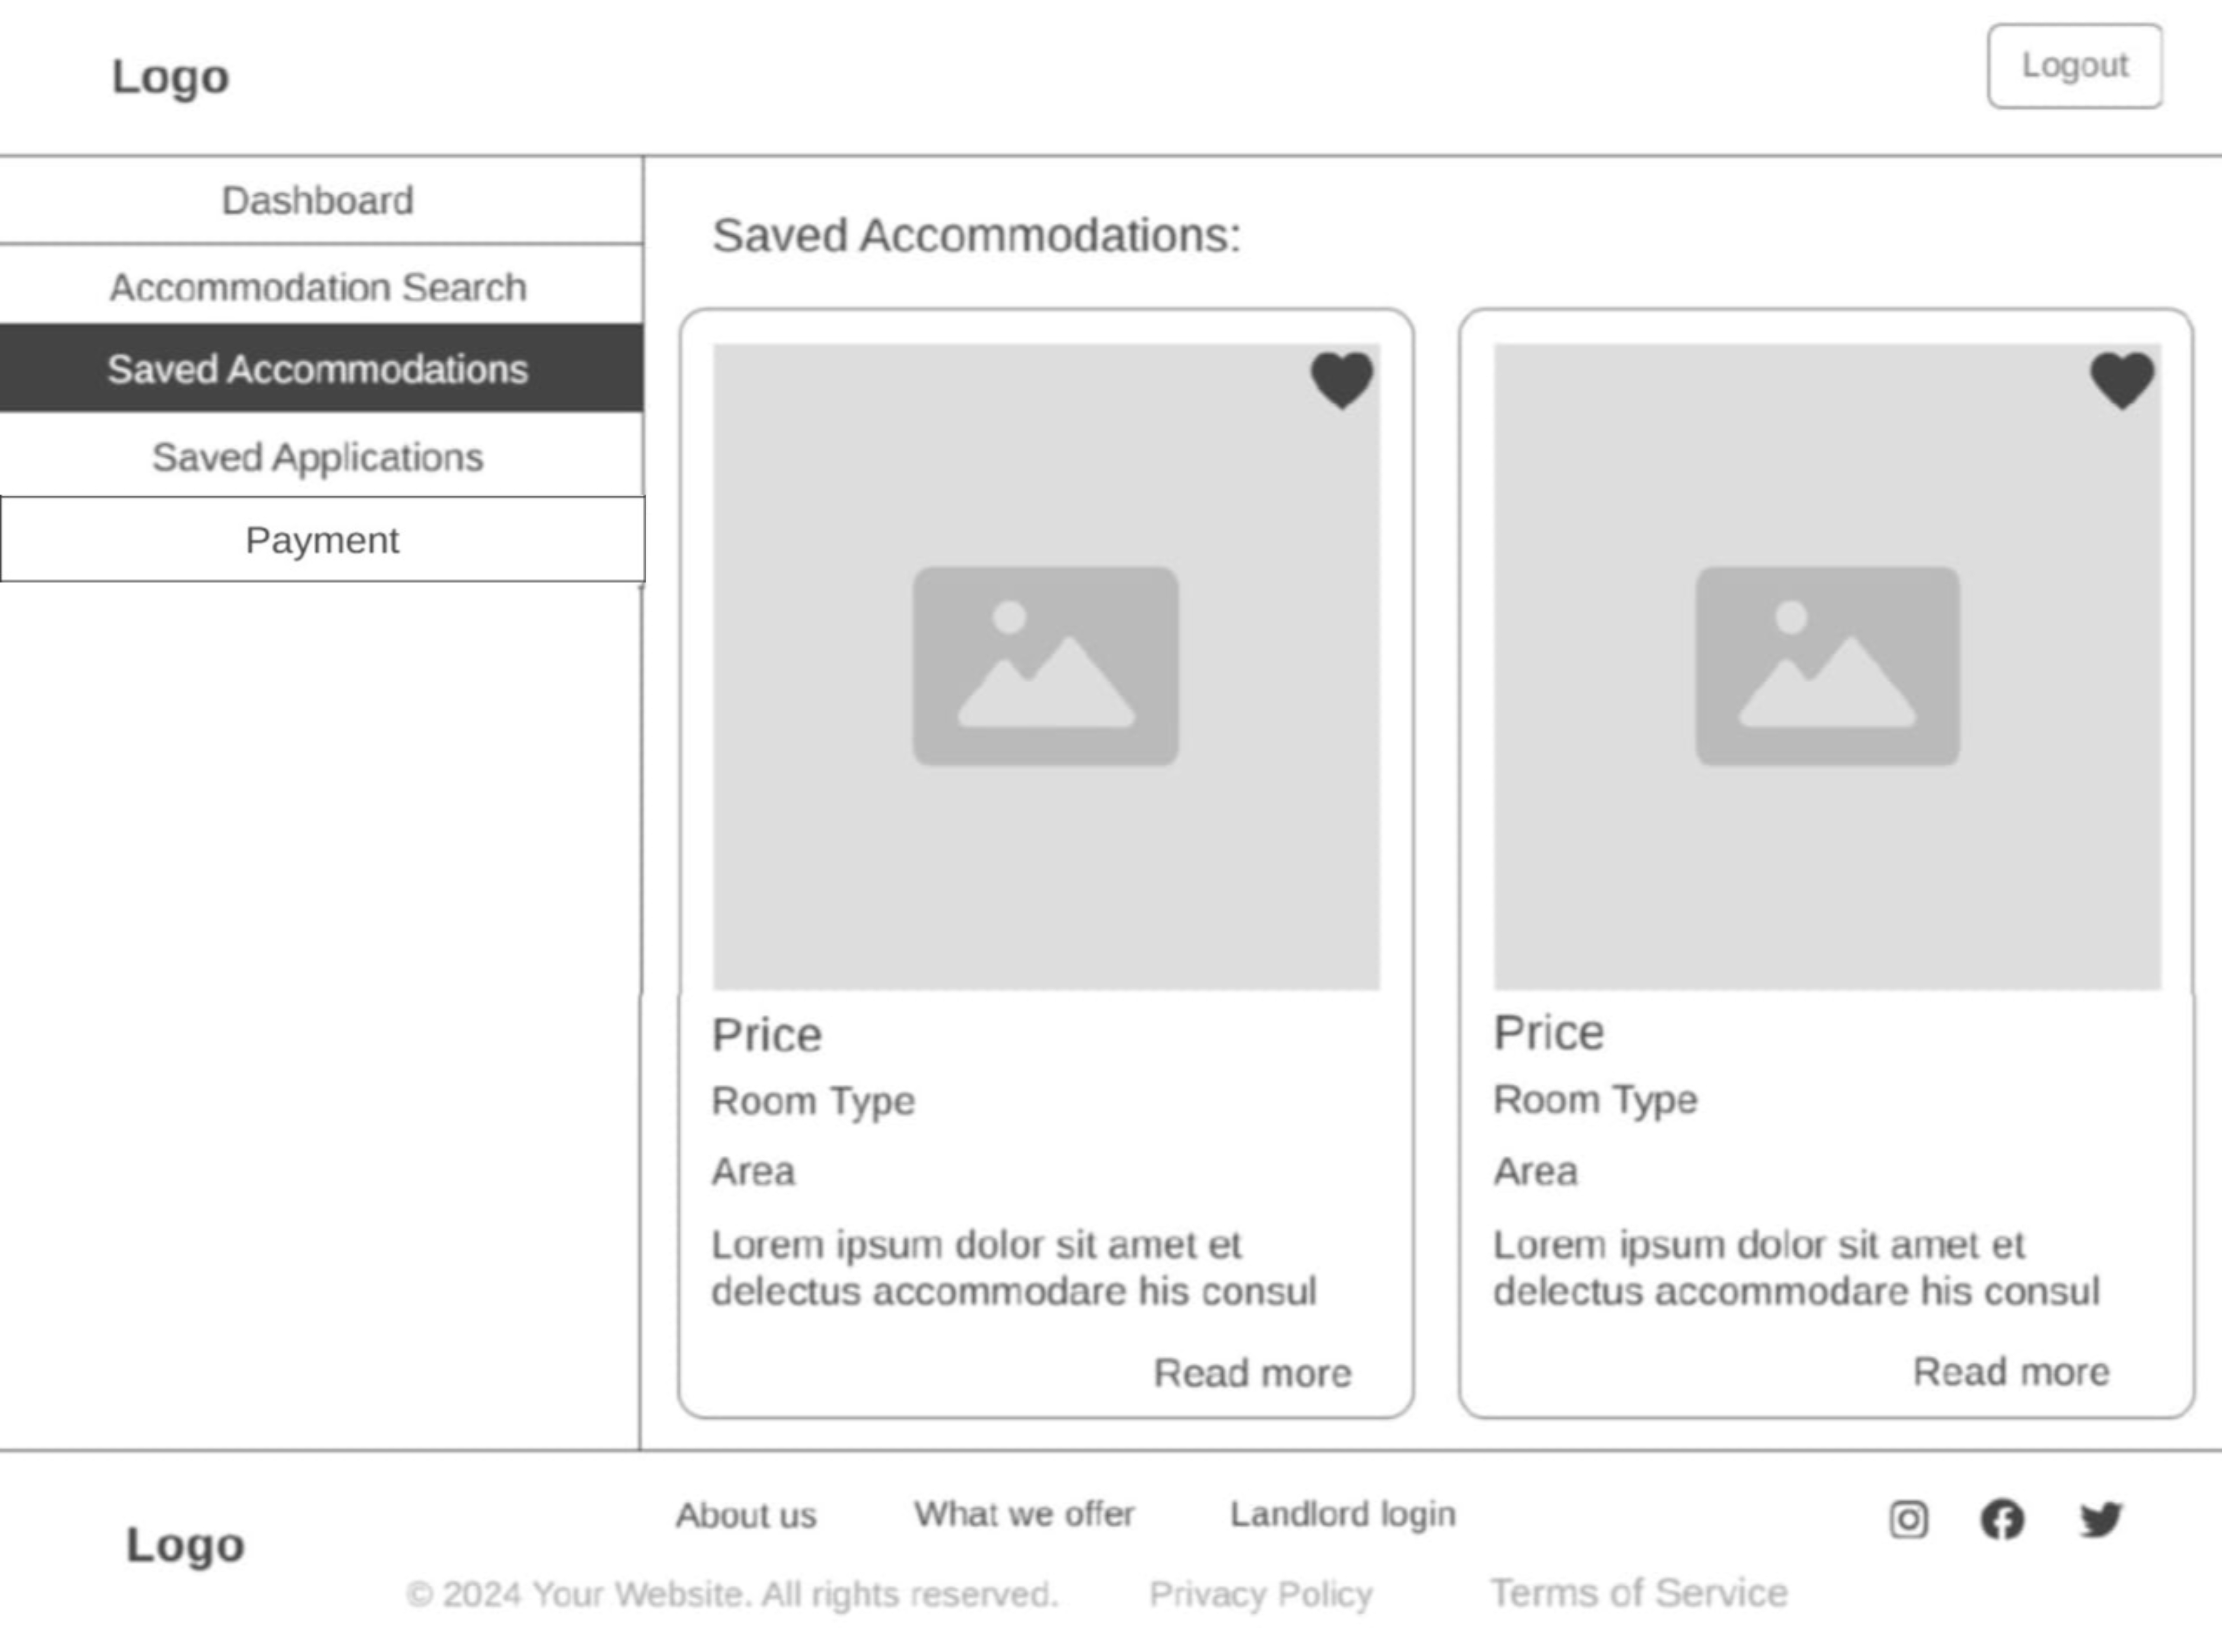 Logo
Logout
Dashboard
Accommodation Search
Saved Accommodations
Saved Applications
Payment
Saved Accommodations:
Price
Room Type
Area
Lorem ipsum dolor sit amet et
delectus accommodare his consul
Read more
Price
Room Type
Area
Lorem ipsum dolor sit amet et
delectus accommodare his consul
Read more
Logo
About us
What we offer
Landlord login
© 2024 Your Website. All rights reserved.
Privacy Policy
Terms of Service